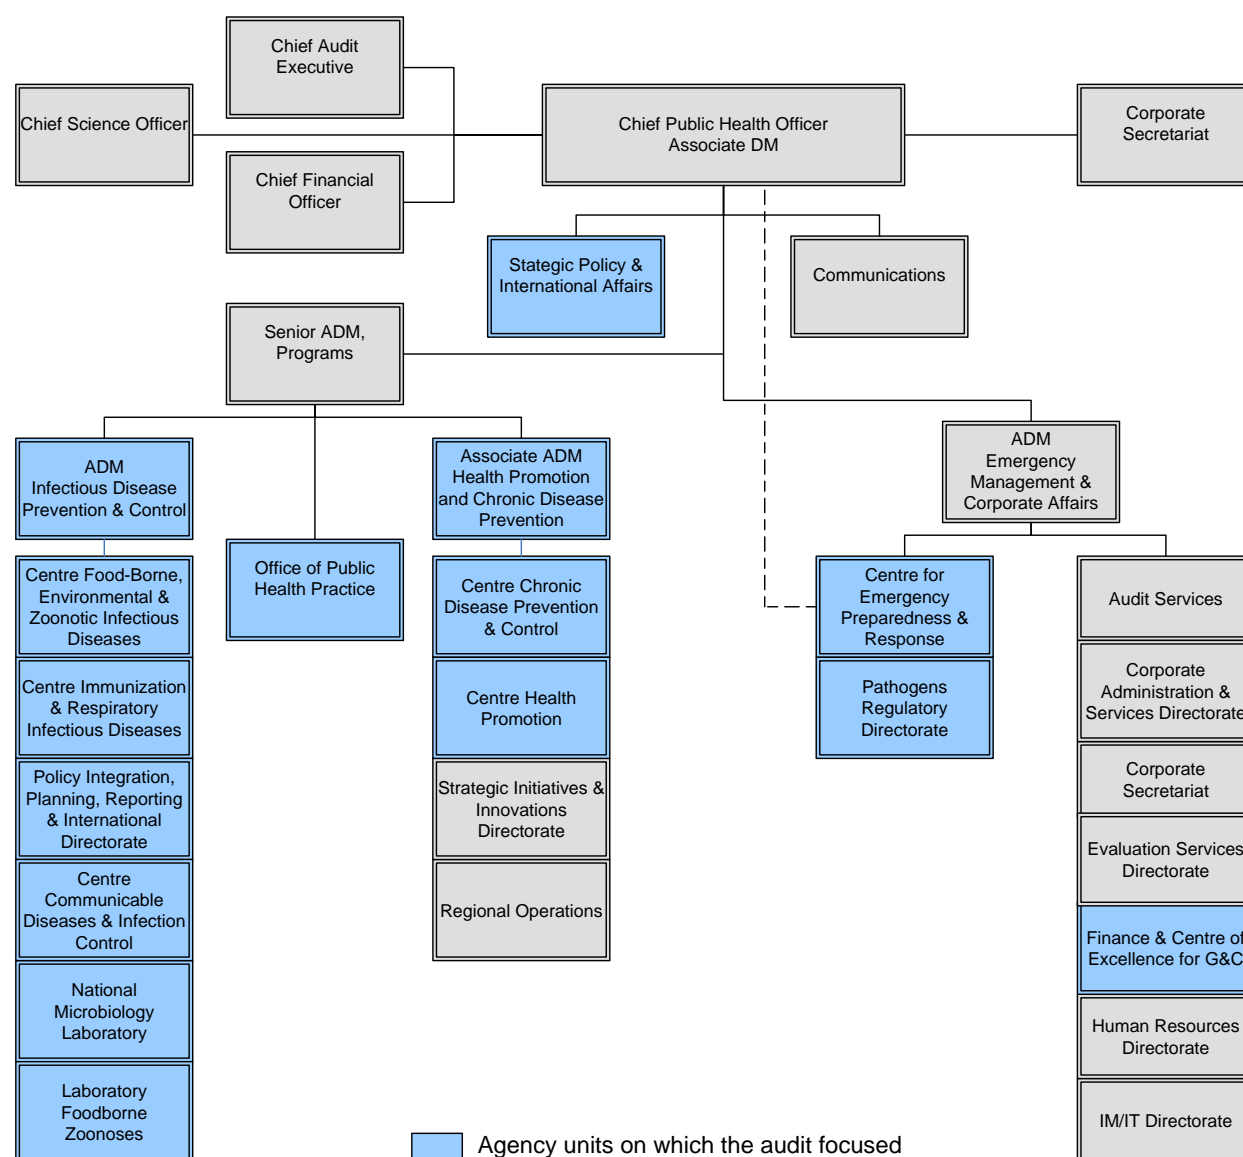 Chief Audit
Executive
Chief Science Officer
Chief Public Health Officer
Associate DM
Corporate
Secretariat
Chief Financial
Officer
Stategic Policy &
International Affairs
Communications
Senior ADM,
Programs
ADM
Infectious Disease
Prevention & Control
Associate ADM
Health Promotion
and Chronic Disease
Prevention
ADM
Emergency
Management &
Corporate Affairs
Centre Food-Borne,
Environmental &
Zoonotic Infectious
Diseases
Centre Immunization
& Respiratory
Infectious Diseases
Policy Integration,
Planning, Reporting
& International
Directorate
Centre
Communicable
Diseases & Infection
Control
National
Microbiology
Laboratory
Laboratory
Foodborne
Zoonoses
Office of Public
Health Practice
Centre Chronic
Disease Prevention
& Control
Centre Health
Promotion
Strategic Initiatives &
Innovations
Directorate
Regional Operations
Centre for
Emergency
Preparedness &
Response
Pathogens
Regulatory
Directorate
Audit Services
Corporate
Administration &
Services Directorate
Corporate
Secretariat
Evaluation Services
Directorate
Finance & Centre of
Excellence for G&C
Human Resources
Directorate
IM/IT Directorate
Agency units on which the audit focused